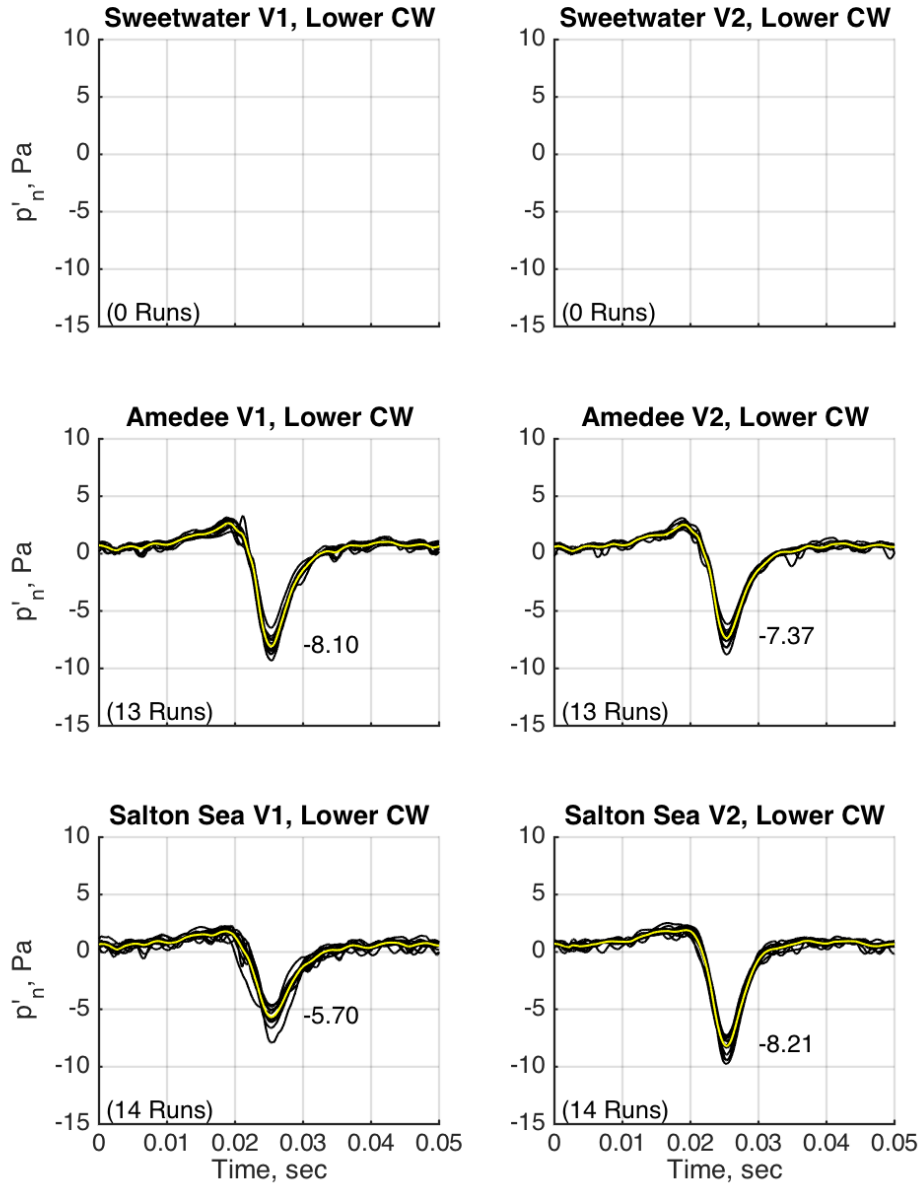 Sweetwater V1, Lower CW
10
5
0
-5
-10
-15
p'n, Pa
(0 Runs)
Sweetwater V2, Lower CW
10
5
0
-5
-10
-15
(0 Runs)
Amedee V1, Lower CW
10
5
0
-5
-10
-15
p'n, Pa
-8.10
(13 Runs)
Amedee V2, Lower CW
10
5
0
-5
-10
-15
-7.37
(13 Runs)
Salton Sea V1, Lower CW
10
5
0
-5
-10
-15
p'n, Pa
-5.70
(14 Runs)
0 0.01 0.02 0.03 0.04 0.05
Time, sec
Salton Sea V2, Lower CW
10
5
0
-5
-10
-15
-8.21
(14 Runs)
0 0.01 0.02 0.03 0.04 0.05
Time, sec